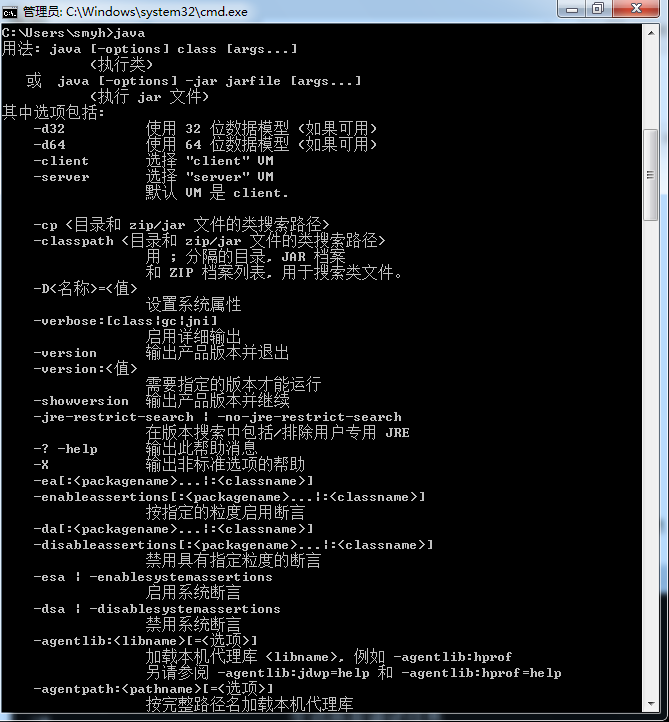 管理员: C:\Windows\system32\cmd.exe
C:\Users\smyh>java
用法: java [-options] class [args...]
(执行类)
或 java [-options] -jar jarfile [args...]
(执行 jar 文件)
其中选项包括:
-d32 使用 32 位数据模型 (如果可用)
-d64 使用 64 位数据模型 (如果可用)
-client 选择 "client" VM
-server 选择 "server" VM
默认 VM 是 client.
-cp <目录和 zip/jar 文件的类搜索路径>
-classpath <目录和 zip/jar 文件的类搜索路径>
用 ; 分隔的目录, JAR 档案
和 ZIP 档案列表, 用于搜索类文件。
-D<名称>=<值>
设置系统属性
-verbose:[class|gc|jni]
启用详细输出
-version 输出产品版本并退出
-version:<值>
需要指定的版本才能运行
-showversion 输出产品版本并继续
-jre-restrict-search | -no-jre-restrict-search
在版本搜索中包括/排除用户专用 JRE
-? -help 输出此帮助消息
-X 输出非标准选项的帮助
-ea[:<packagename>...|:<classname>]
-enableassertions[:<packagename>...|:<classname>]
按指定的粒度启用断言
-da[:<packagename>...|:<classname>]
-disableassertions[:<packagename>...|:<classname>]
禁用具有指定粒度的断言
-esa | -enablesystemassertions
启用系统断言
-dsa | -disablesystemassertions
禁用系统断言
-agentlib:<libname>[=<选项>]
加载本机代理库 <libname>, 例如 -agentlib:hprof
另请参阅 -agentlib:jdwp=help 和 -agentlib:hprof=help
-agentpath:<pathname>[=<选项>]
按完整路径名加载本机代理库